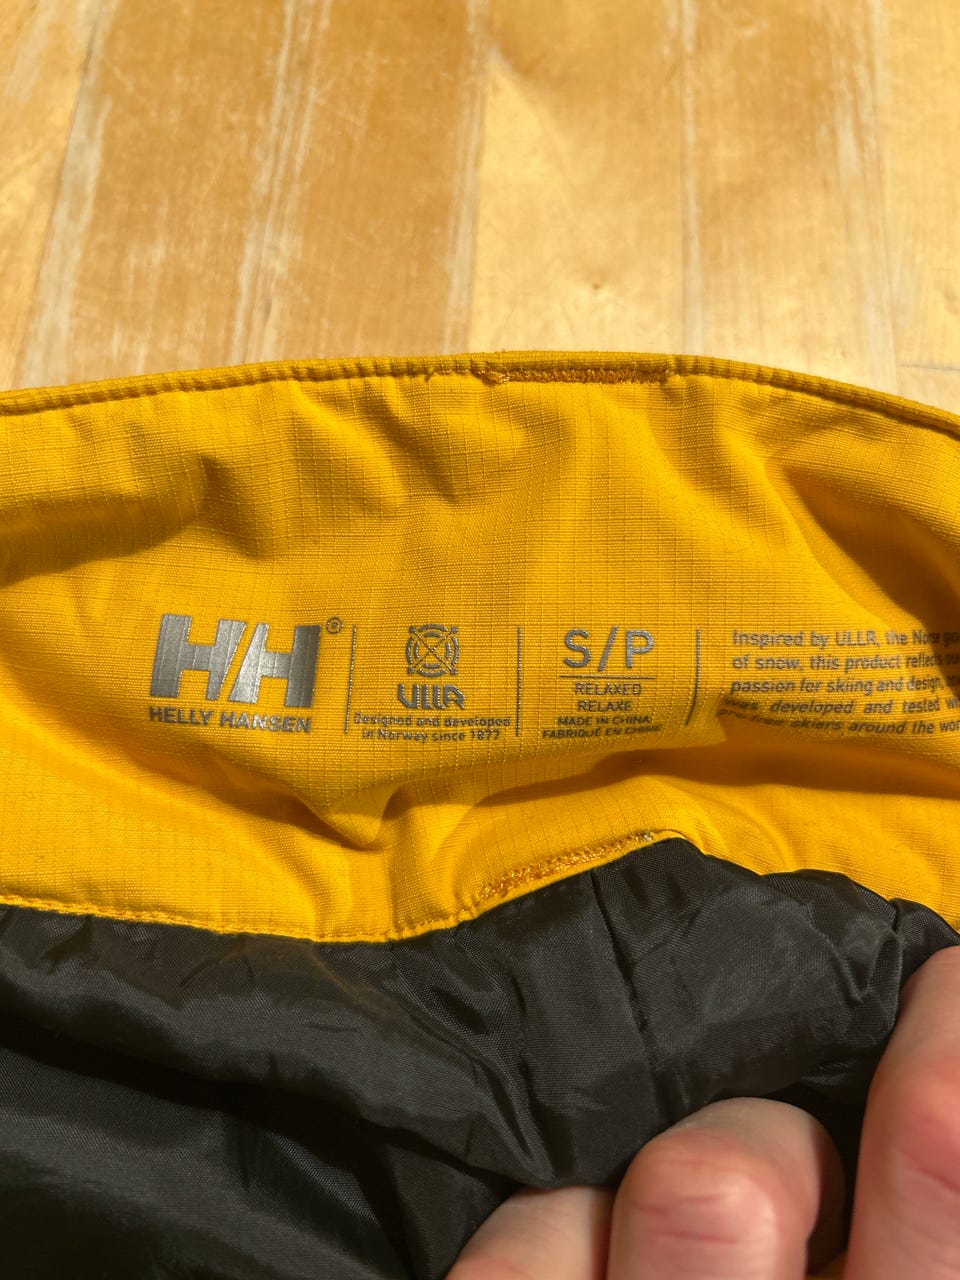 H/H®
HELLY HANSEN
ULLR
Designed and developed
in Norway since 1877
S/P
RELAXED
RELAXE
MADE IN CHINA
FABRIQUÉ EN CHINE
Inspired by ULLR, the Norse
of snow, this product reflects
passion for skiing and design,
was developed and tested
pro free skiers around the